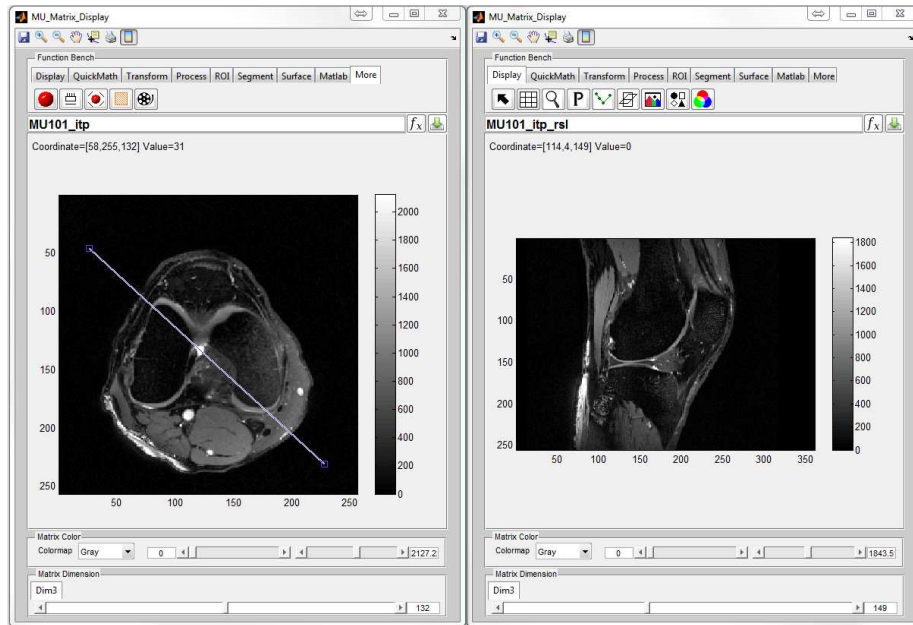 MU_Matrix_Display
Function Bench
Display QuickMath Transform Process ROI Segment Surface Matlab More
MU101_itp
fx
Coordinate=[58,255,132] Value=31
2000
1800
1600
1400
1200
1000
800
600
400
200
0
50
100
150
200
250
50 100 150 200 250
Matrix Color
Colormap Gray 0 2127.2
Matrix Dimension
Dim3
132
MU_Matrix_Display
Function Bench
Display QuickMath Transform Process ROI Segment Surface Matlab More
P
MU101_itp_rsl
fx
Coordinate=[114,4,149] Value=0
1800
1600
1400
1200
1000
800
600
400
200
0
50
100
150
200
250
50 100 150 200 250 300 350
Matrix Color
Colormap Gray 0 1843.5
Matrix Dimension
Dim3
149